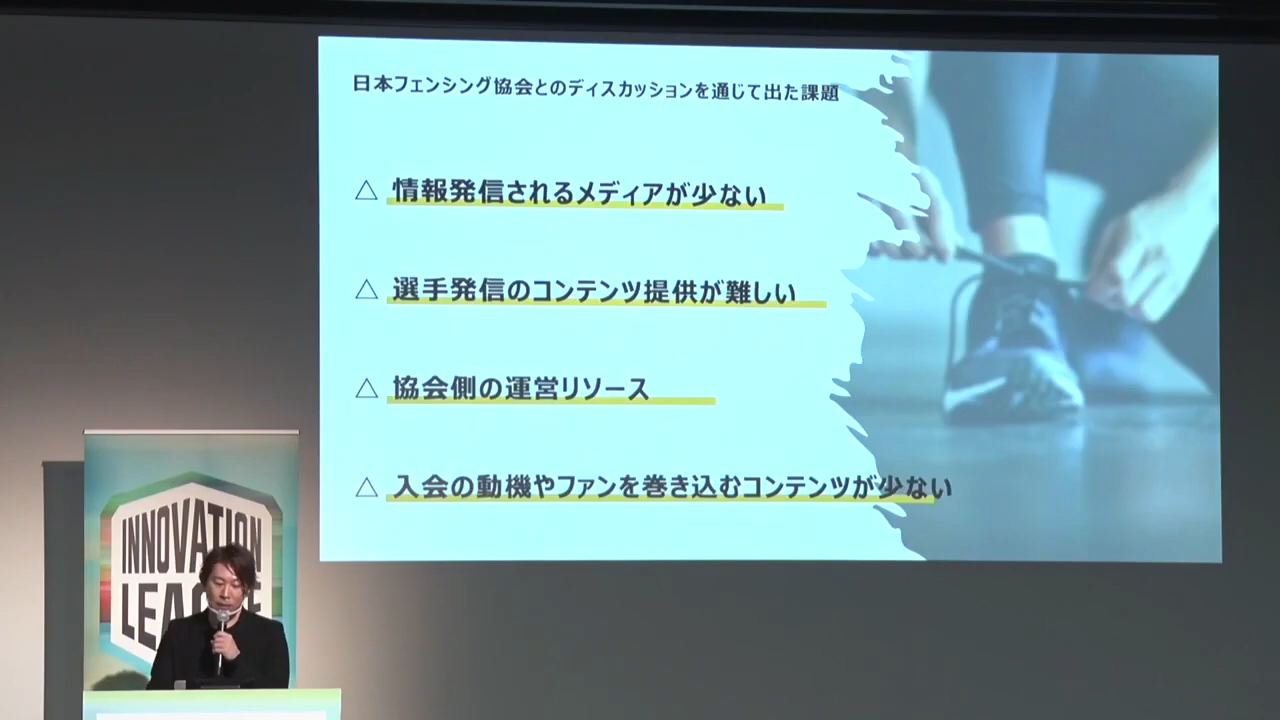 日本フェンシング協会とのディスカッションを通じて出た課題
△ 情報発信されるメディアが少ない
△ 選手発信のコンテンツ提供が難しい
△ 協会側の運営リソース
△ 入会の動機やファンを巻き込むコンテンツが少ない
INNOVATION
LEAGUE